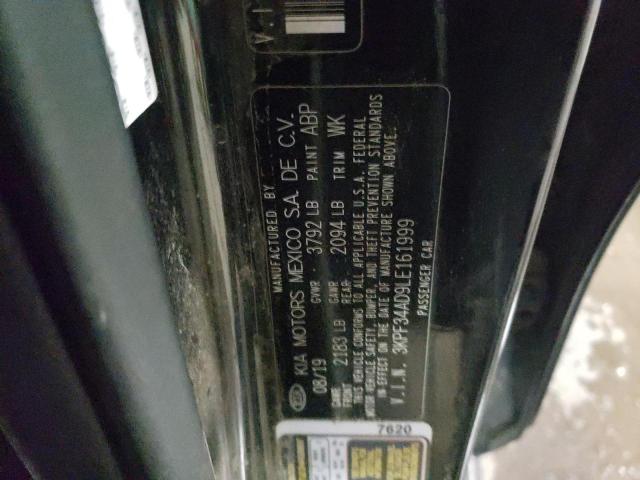 V.I
MANUFACTURED BY
KIA KIA MOTORS MEXICO S.A. DE C.V.
08/19 GVWR 3792 LB PAINT ABP
GAWR FRONT 2183 LB GAWR REAR 2094 LB TRIM WK
THIS VEHICLE CONFORMS TO ALL APPLICABLE U.S.A. FEDERAL
MOTOR VEHICLE SAFETY, BUMPER, AND THEFT PREVENTION STANDARDS
IN EFFECT ON THE DATE OF MANUFACTURE SHOWN ABOVE.
V.I.N. 3KPF34AD9LE161999
PASSENGER CAR
7620